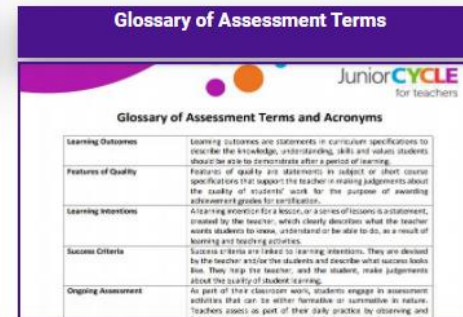 Glossary of Assessment Terms
JuniorCYCLE
for teachers
Glossary of Assessment Terms and Acronyms
Learning Outcomes
Learning outcomes are statements in curriculum specifications to
describe the knowledge, understanding, skills and values students
should be able to demonstrate after a period of learning.
Features of Quality
Features of quality are statements in subject or short course
specifications that support the teacher in making judgements about
the quality of students' work for the purpose of awarding
achievement grades for certification.
Learning Intentions
A learning intention for a lesson, or a series of lessons is a statement,
created by the teacher, which clearly describes what the teacher
wants students to know, understand or be able to do, as a result of
learning and teaching activities.
Success Criteria
Success criteria are linked to learning intentions. They are devised
by the teacher and/or the students and describe what success looks
like. They help the teacher, and the student, make judgements
about the quality of student learning.
Ongoing Assessment
As part of their classroom work, students engage in assessment
activities that can be either formative or summative in nature.
Teachers assess as part of their daily practice by observing and